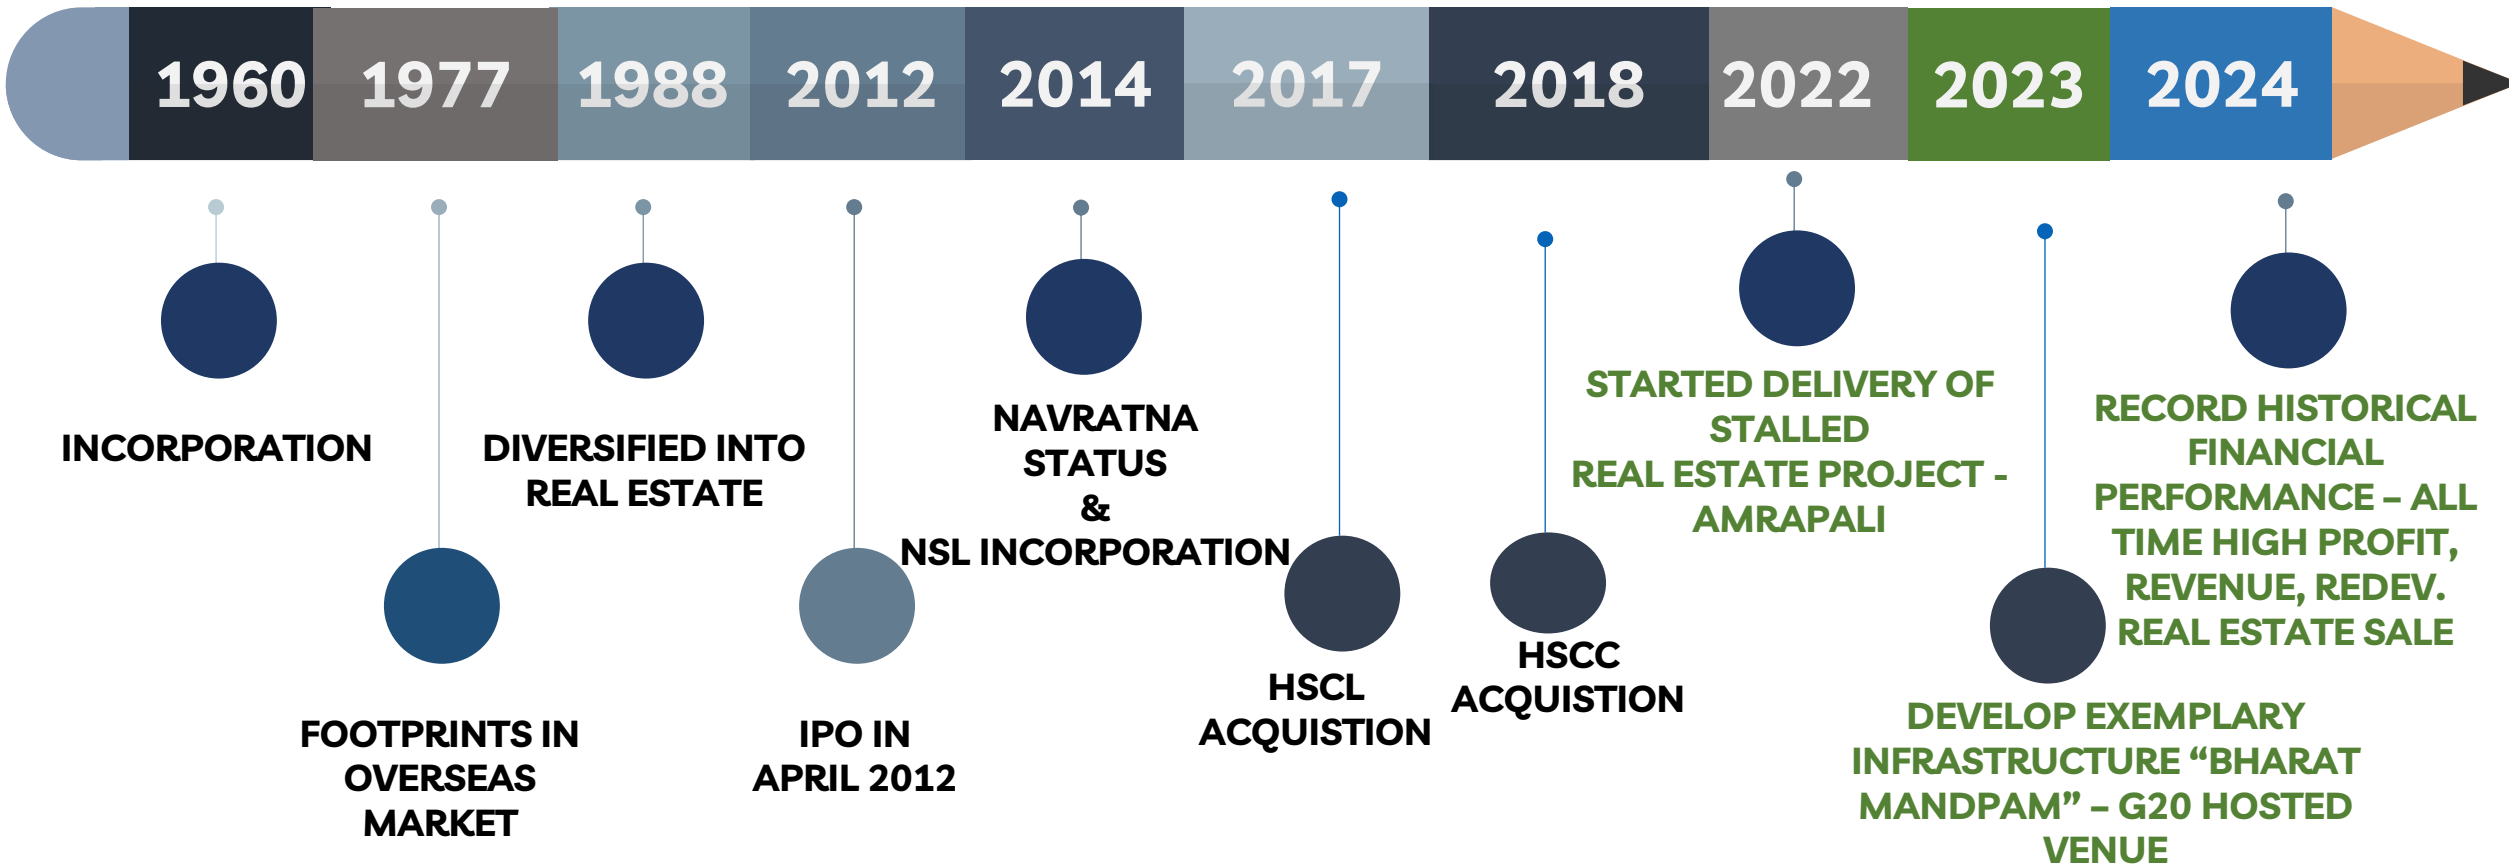 1960
1977
1988
2012
2014
2017
2018
2022
2023
2024
INCORPORATION
FOOTPRINTS IN
OVERSEAS
MARKET
DIVERSIFIED INTO
REAL ESTATE
IPO IN
APRIL 2012
NAVRATNA
STATUS
&
NSL INCORPORATION
HSCL
ACQUISTION
HSCC
ACQUISTION
STARTED DELIVERY OF
STALLED
REAL ESTATE PROJECT -
AMRAPALI
DEVELOP EXEMPLARY
INFRASTRUCTURE “BHARAT
MANDPAM” – G20 HOSTED
VENUE
RECORD HISTORICAL
FINANCIAL
PERFORMANCE – ALL
TIME HIGH PROFIT,
REVENUE, REDEV.
REAL ESTATE SALE